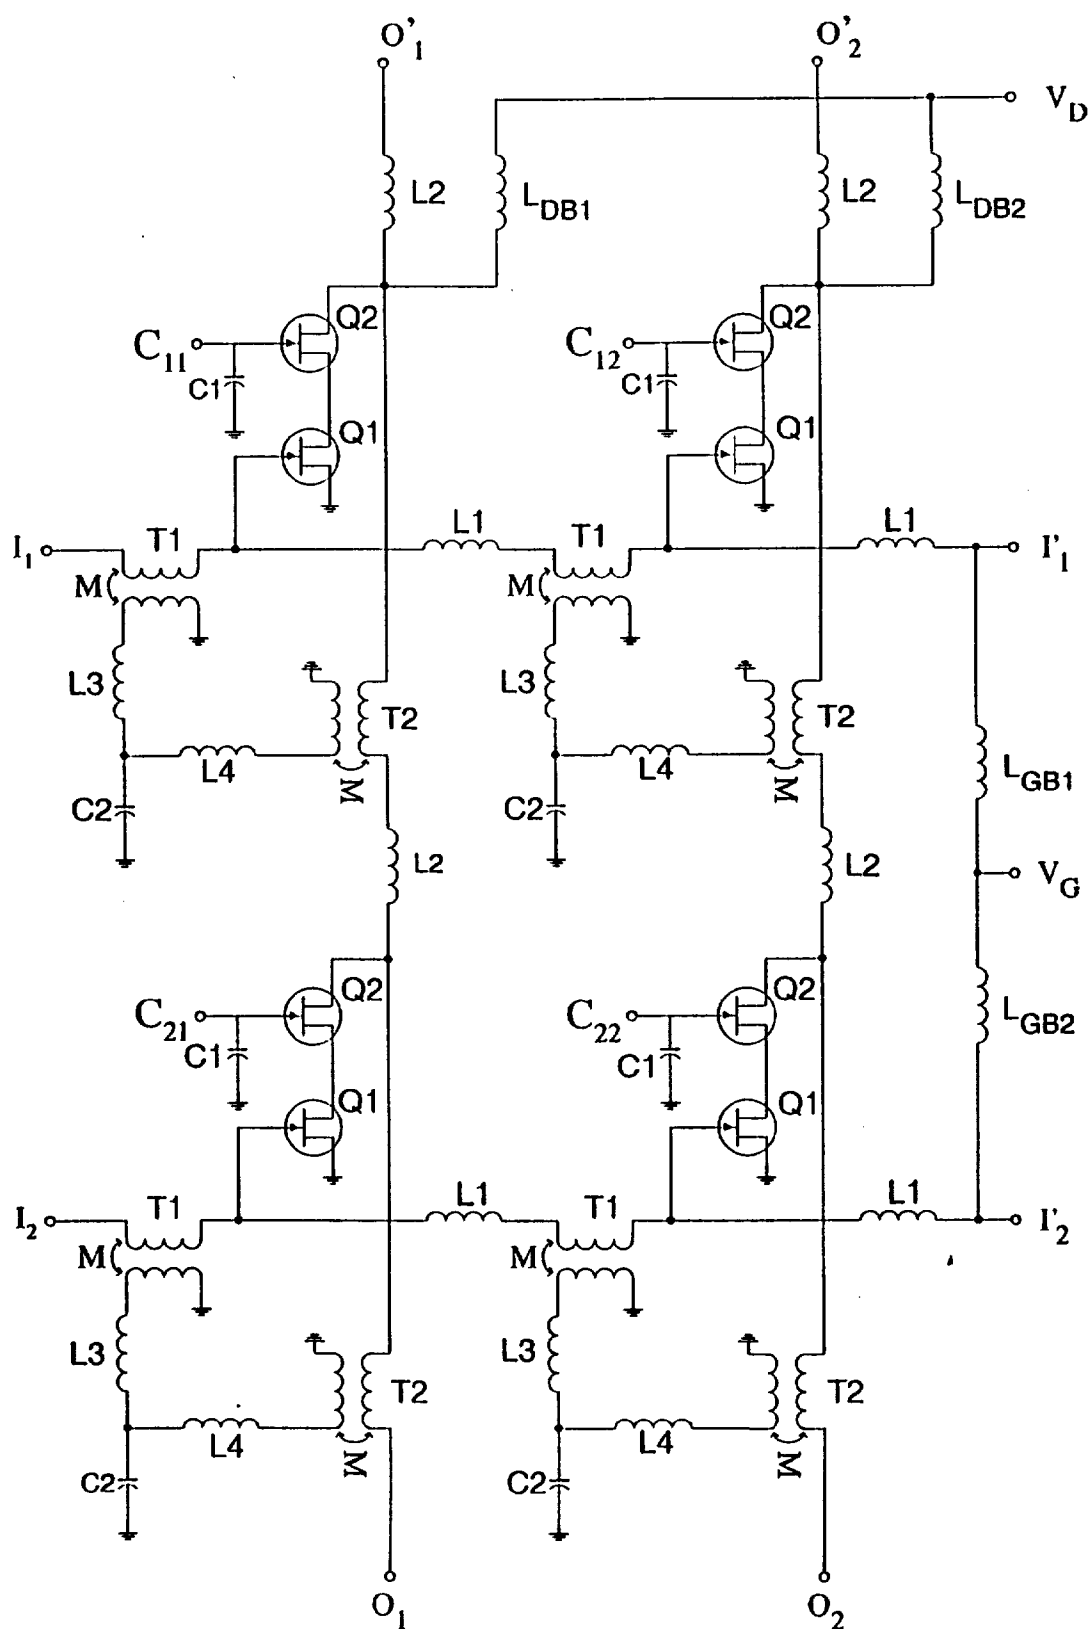 O'1 O'2
VD
L2 LDB1 L2 LDB2
Q2 Q2
C11 C12
C1 C1
Q1 Q1
L1 L1
I1 T1 T1 I'1
M M
L3 L3
T2 T2
L4 L4 LGB1
M M
C2 C2
L2 L2 VG
Q2 Q2
C21 C22 LGB2
C1 C1
Q1 Q1
L1 L1
I2 T1 T1 I'2
M M
L3 L3
T2 T2
L4 L4
M M
C2 C2
O1 O2